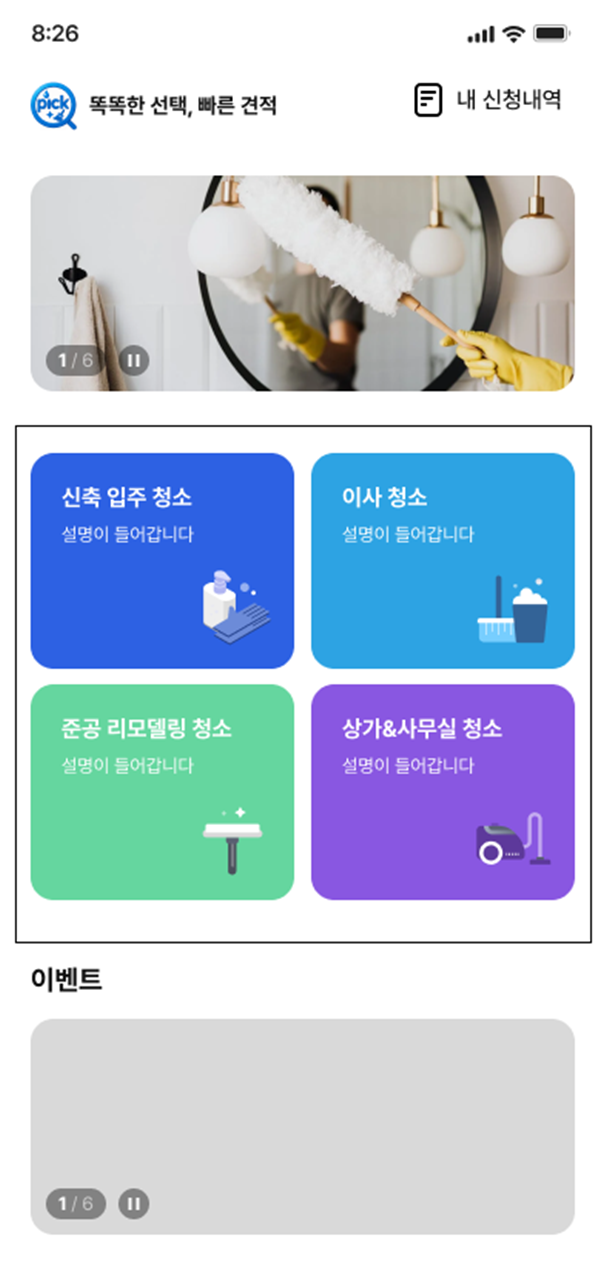 8:26
pick
똑똑한 선택, 빠른 견적
내 신청내역
1 / 6
신축 입주 청소
설명이 들어갑니다
이사 청소
설명이 들어갑니다
준공 리모델링 청소
설명이 들어갑니다
상가&사무실 청소
설명이 들어갑니다
이벤트
1 / 6